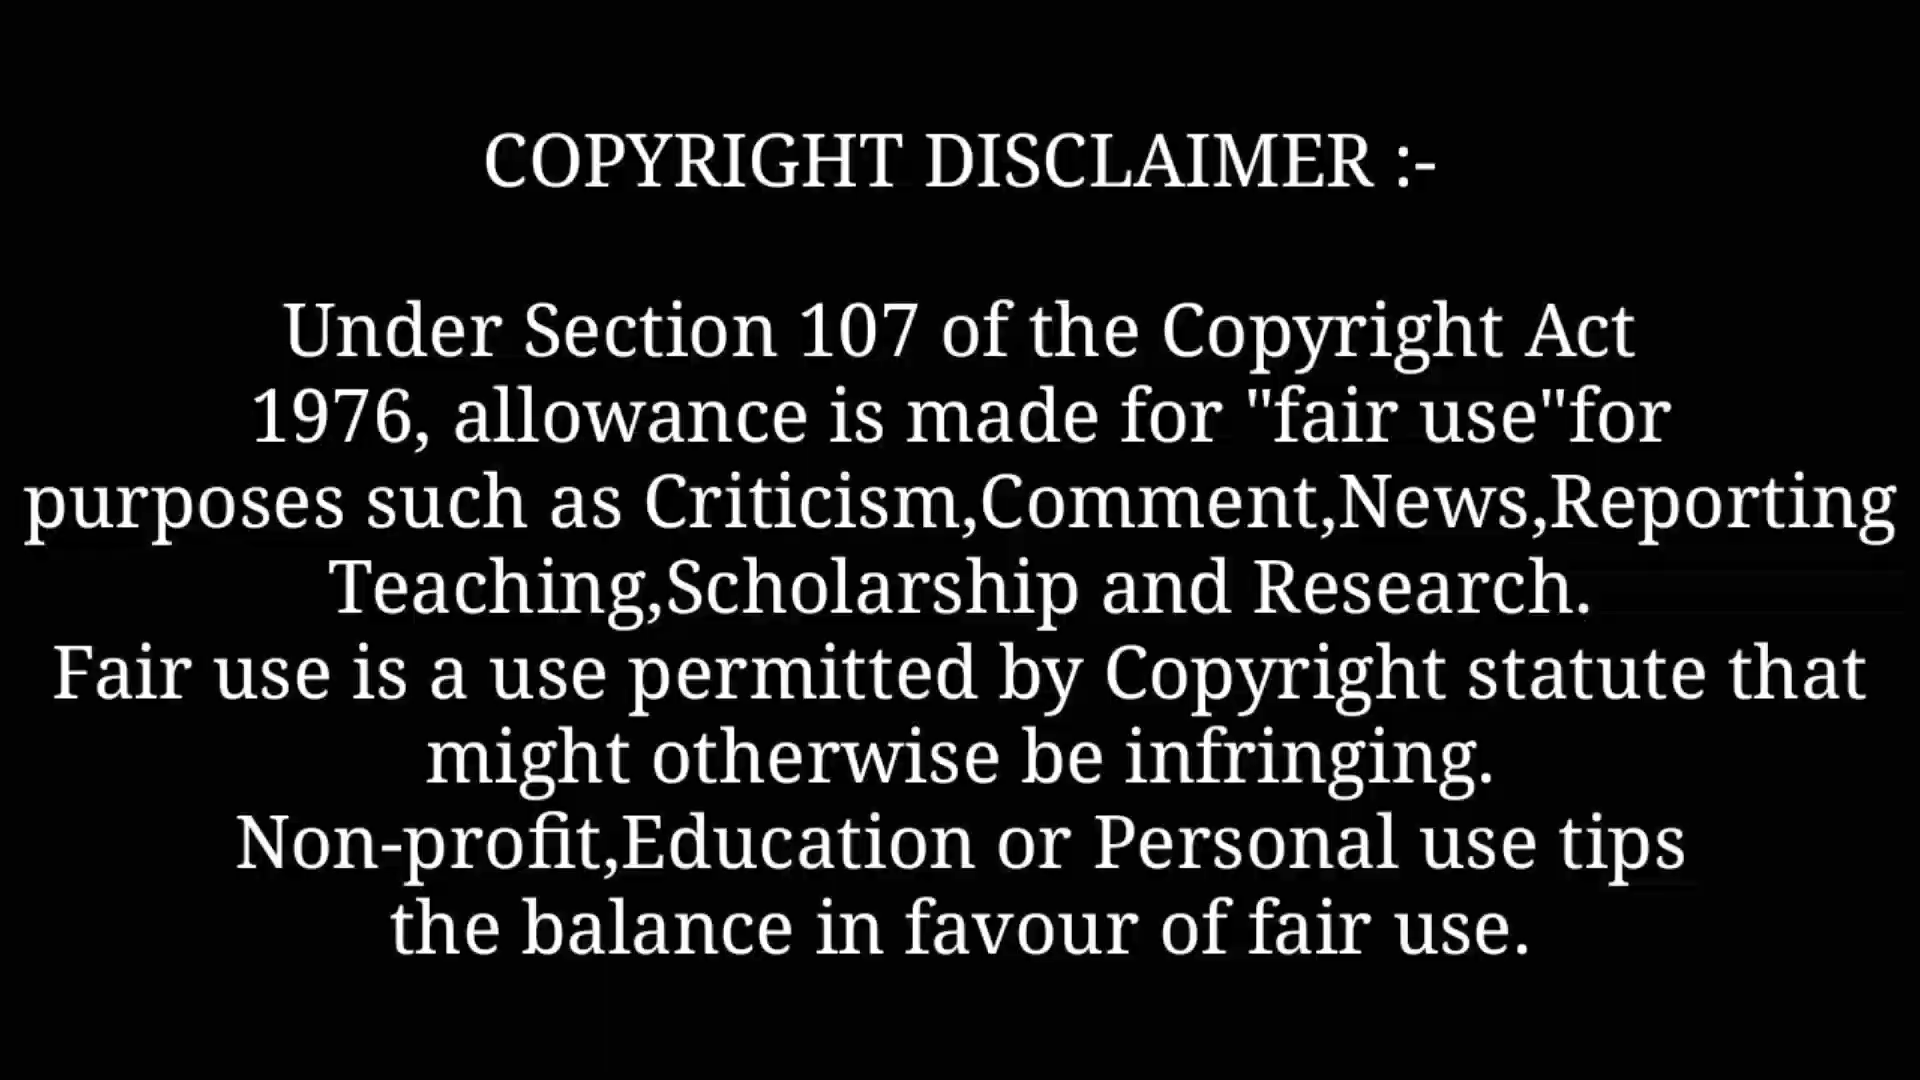 COPYRIGHT DISCLAIMER :-
Under Section 107 of the Copyright Act
1976, allowance is made for "fair use"for
purposes such as Criticism,Comment,News,Reporting
Teaching,Scholarship and Research.
Fair use is a use permitted by Copyright statute that
might otherwise be infringing.
Non-profit,Education or Personal use tips
the balance in favour of fair use.